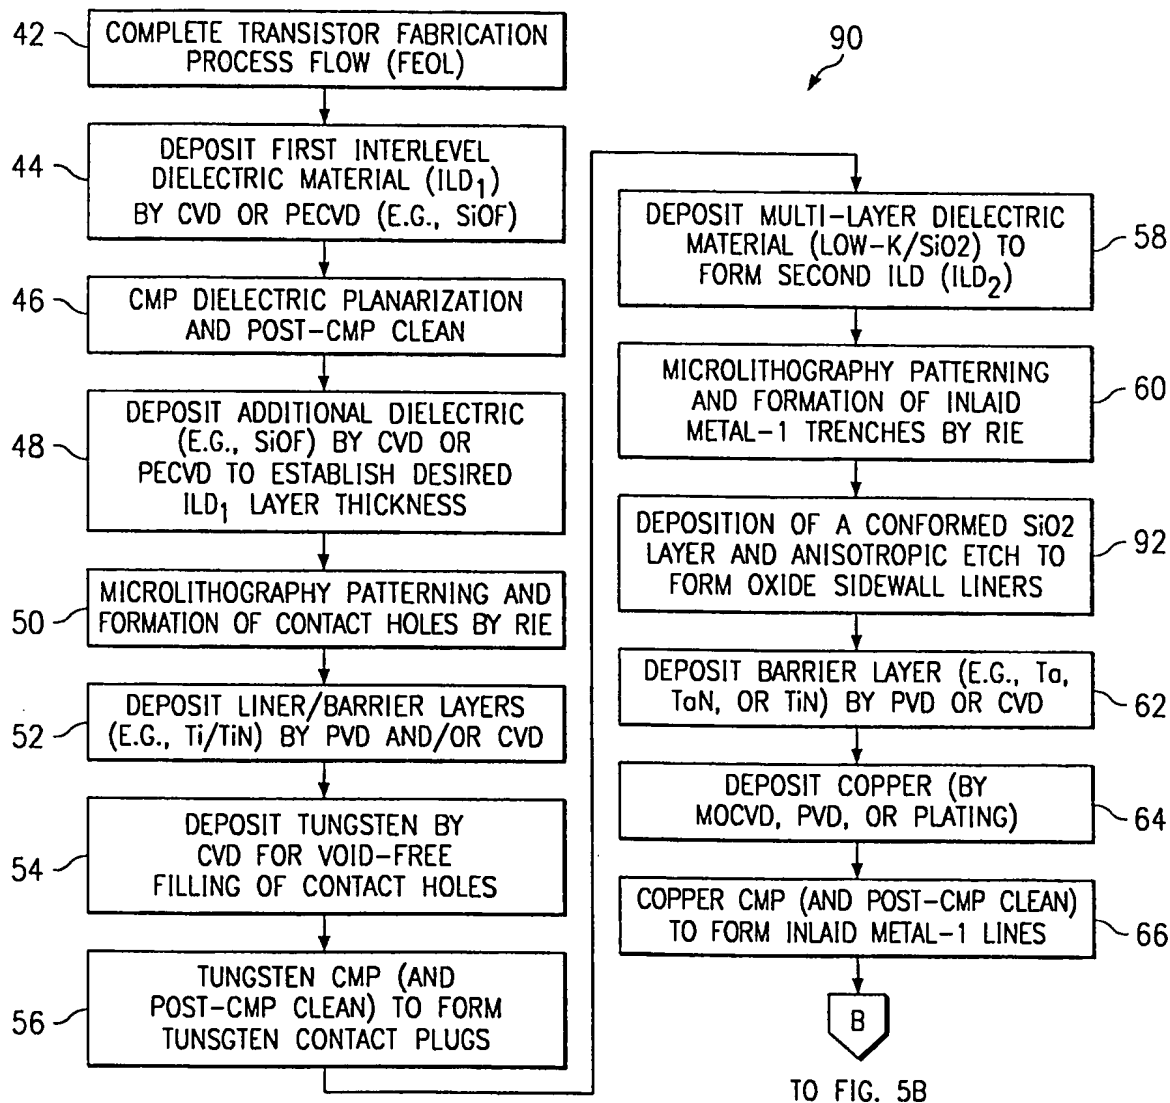 42
COMPLETE TRANSISTOR FABRICATION
PROCESS FLOW (FEOL)
44
DEPOSIT FIRST INTERLEVEL
DIELECTRIC MATERIAL (ILD₁)
BY CVD OR PECVD (E.G., SiOF)
46
CMP DIELECTRIC PLANARIZATION
AND POST-CMP CLEAN
48
DEPOSIT ADDITIONAL DIELECTRIC
(E.G., SiOF) BY CVD OR
PECVD TO ESTABLISH DESIRED
ILD₁ LAYER THICKNESS
50
MICROLITHOGRAPHY PATTERNING AND
FORMATION OF CONTACT HOLES BY RIE
52
DEPOSIT LINER/BARRIER LAYERS
(E.G., Ti/TiN) BY PVD AND/OR CVD
54
DEPOSIT TUNGSTEN BY
CVD FOR VOID-FREE
FILLING OF CONTACT HOLES
56
TUNGSTEN CMP (AND
POST-CMP CLEAN) TO FORM
TUNSGTEN CONTACT PLUGS
90
DEPOSIT MULTI-LAYER DIELECTRIC
MATERIAL (LOW-K/SiO2) TO
FORM SECOND ILD (ILD₂)
58
MICROLITHOGRAPHY PATTERNING
AND FORMATION OF INLAID
METAL-1 TRENCHES BY RIE
60
DEPOSITION OF A CONFORMED SiO2
LAYER AND ANISOTROPIC ETCH TO
FORM OXIDE SIDEWALL LINERS
92
DEPOSIT BARRIER LAYER (E.G., Ta,
TaN, OR TiN) BY PVD OR CVD
62
DEPOSIT COPPER (BY
MOCVD, PVD, OR PLATING)
64
COPPER CMP (AND POST-CMP CLEAN)
TO FORM INLAID METAL-1 LINES
66
B
TO FIG. 5B